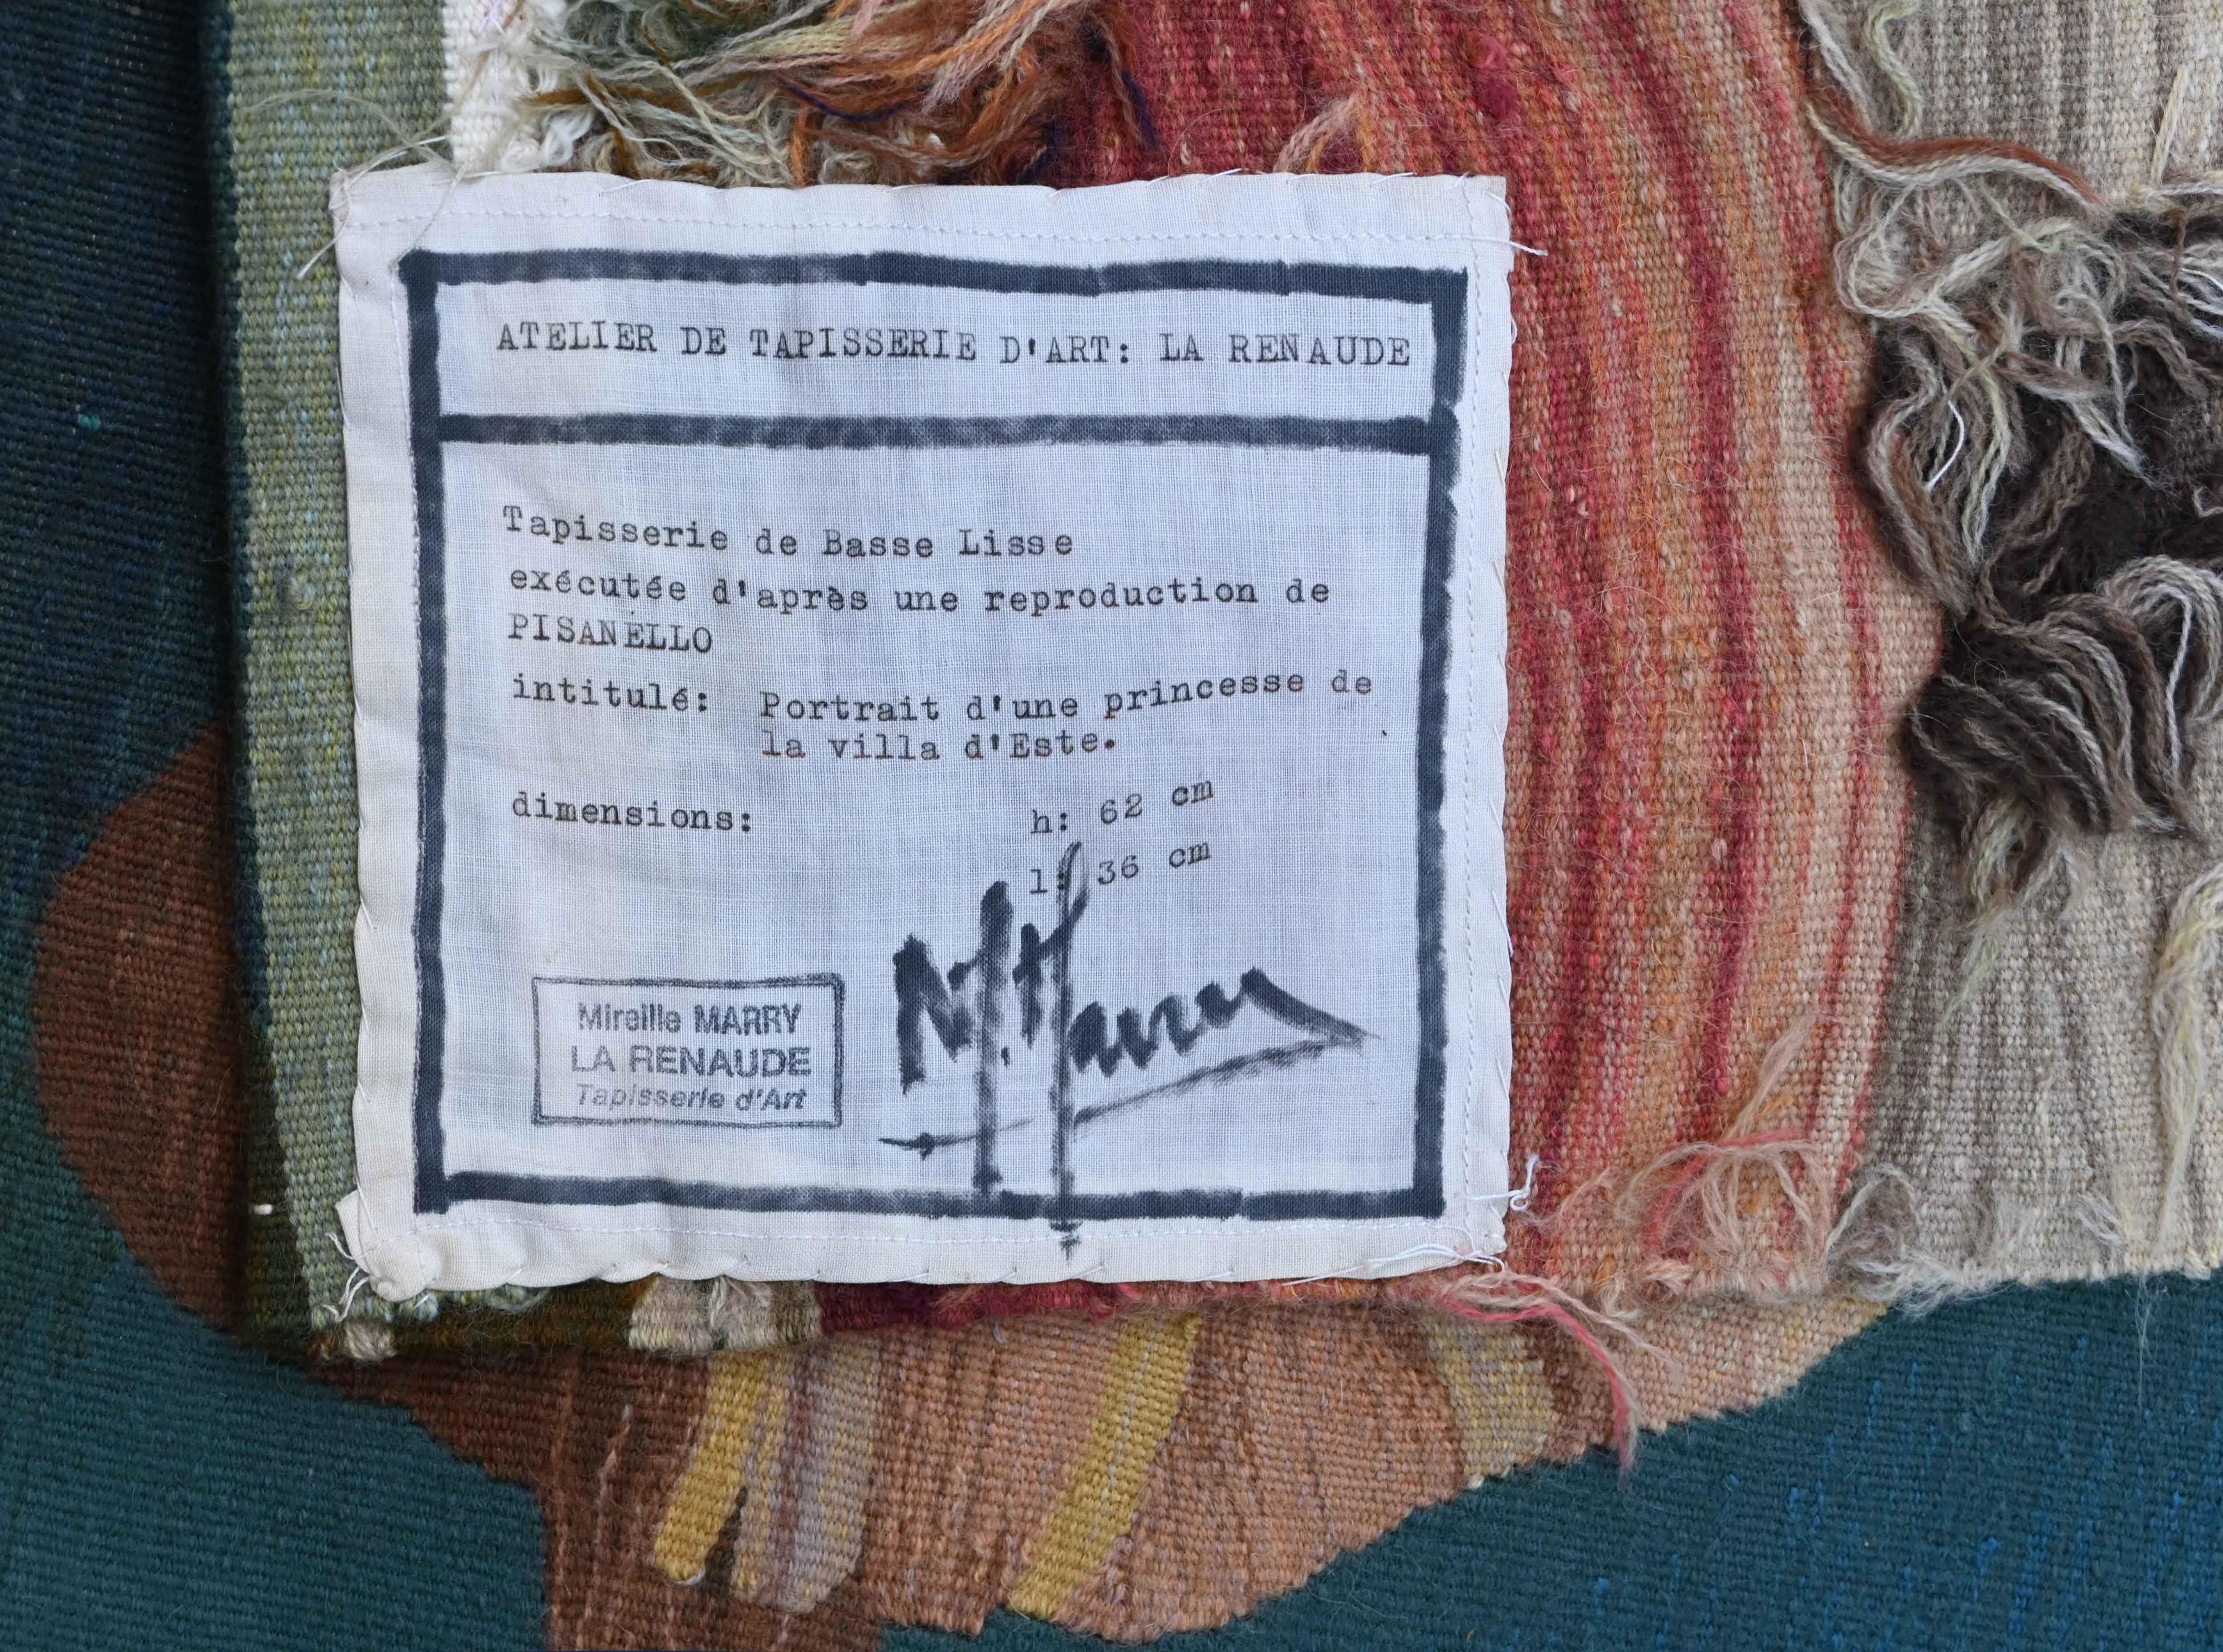 ATELIER DE TAPISSERIE D'ART: LA RENAUDE
Tapisserie de Basse Lisse
exécutée d'après une reproduction de
PISANELLO
intitulé: Portrait d'une princesse de
la villa d'Este.
dimensions: h: 62 cm
l: 36 cm
M. Marry
Mireille MARRY
LA RENAUDE
Tapisserie d'Art